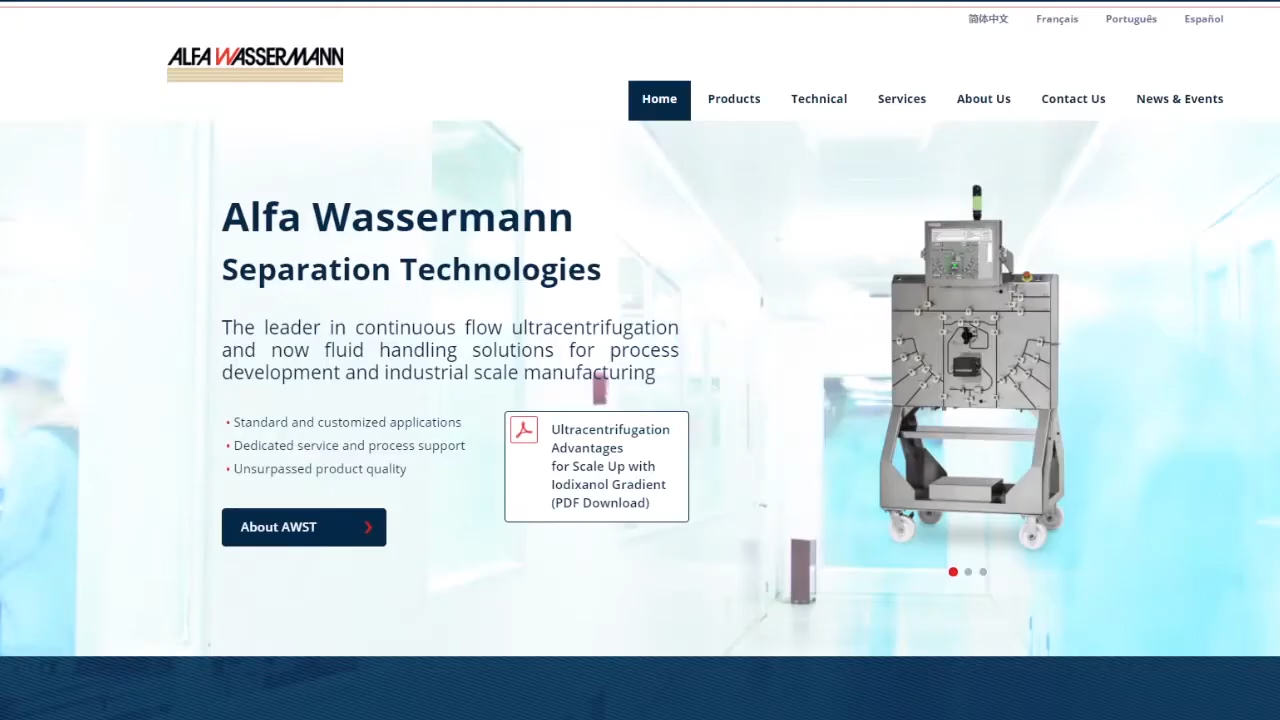 简体中文 Français Português Español
ALFA WASSERMANN
Home Products Technical Services About Us Contact Us News & Events
Alfa Wassermann
Separation Technologies
The leader in continuous flow ultracentrifugation
and now fluid handling solutions for process
development and industrial scale manufacturing
• Standard and customized applications
• Dedicated service and process support
• Unsurpassed product quality
Ultracentrifugation
Advantages
for Scale Up with
Iodixanol Gradient
(PDF Download)
About AWST